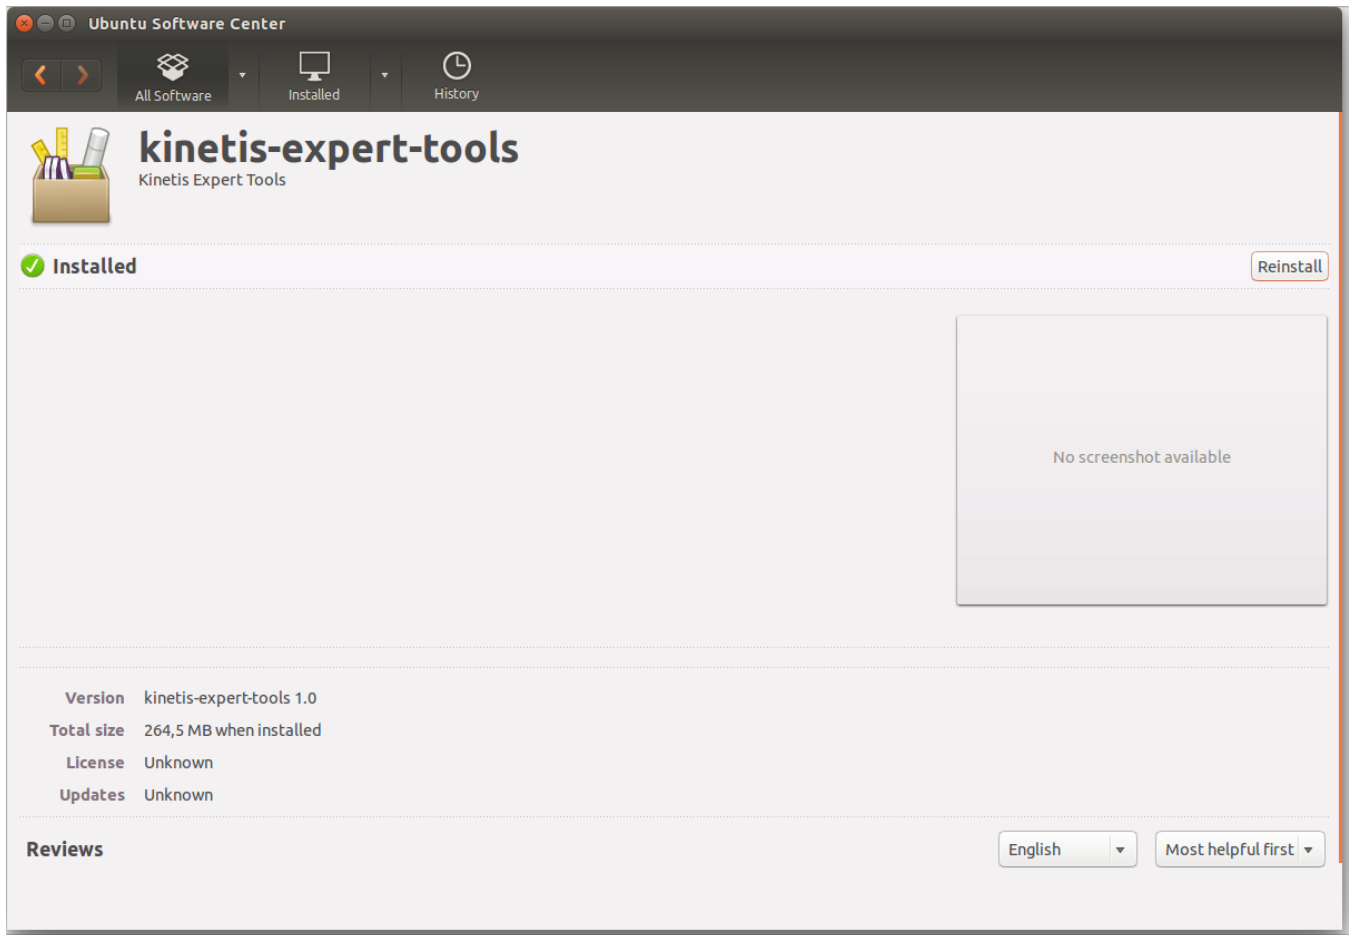 Ubuntu Software Center
All Software
Installed
History
kinetis-expert-tools
Kinetis Expert Tools
Installed
Reinstall
No screenshot available
Version kinetis-expert-tools 1.0
Total size 264,5 MB when installed
License Unknown
Updates Unknown
Reviews
English
Most helpful first